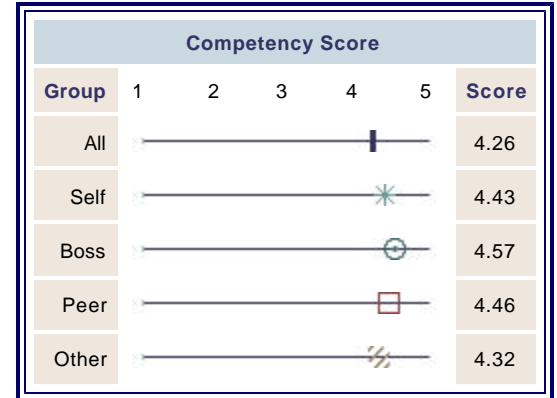 Competency Score
Group 1 2 3 4 5 Score
All 4.26
Self 4.43
Boss 4.57
Peer 4.46
Other 4.32